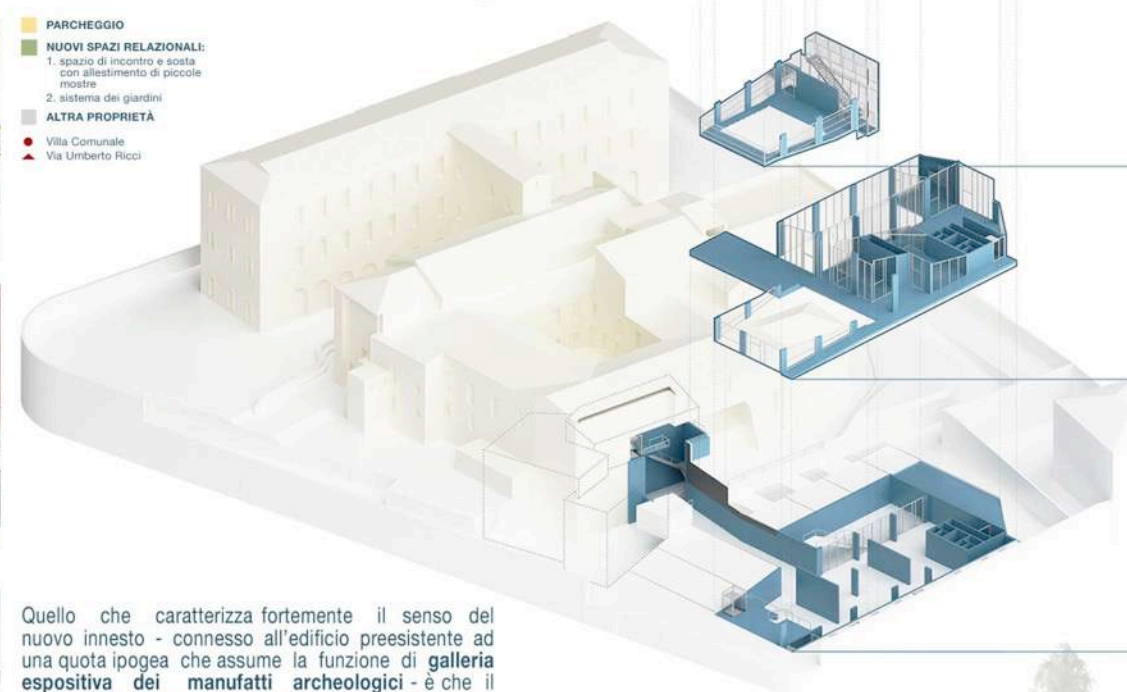 PARCHEGGIO
NUOVI SPAZI RELAZIONALI:
1. spazio di incontro e sosta
con allestimento di piccole
mostre
2. sistema dei giardini
ALTRA PROPRIETÀ
Villa Comunale
Via Umberto Ricci
Quello che caratterizza fortemente il senso del
nuovo innesto - connesso all'edificio preesistente ad
una quota ipogea che assume la funzione di galleria
espositiva dei manufatti archeologici - è che il